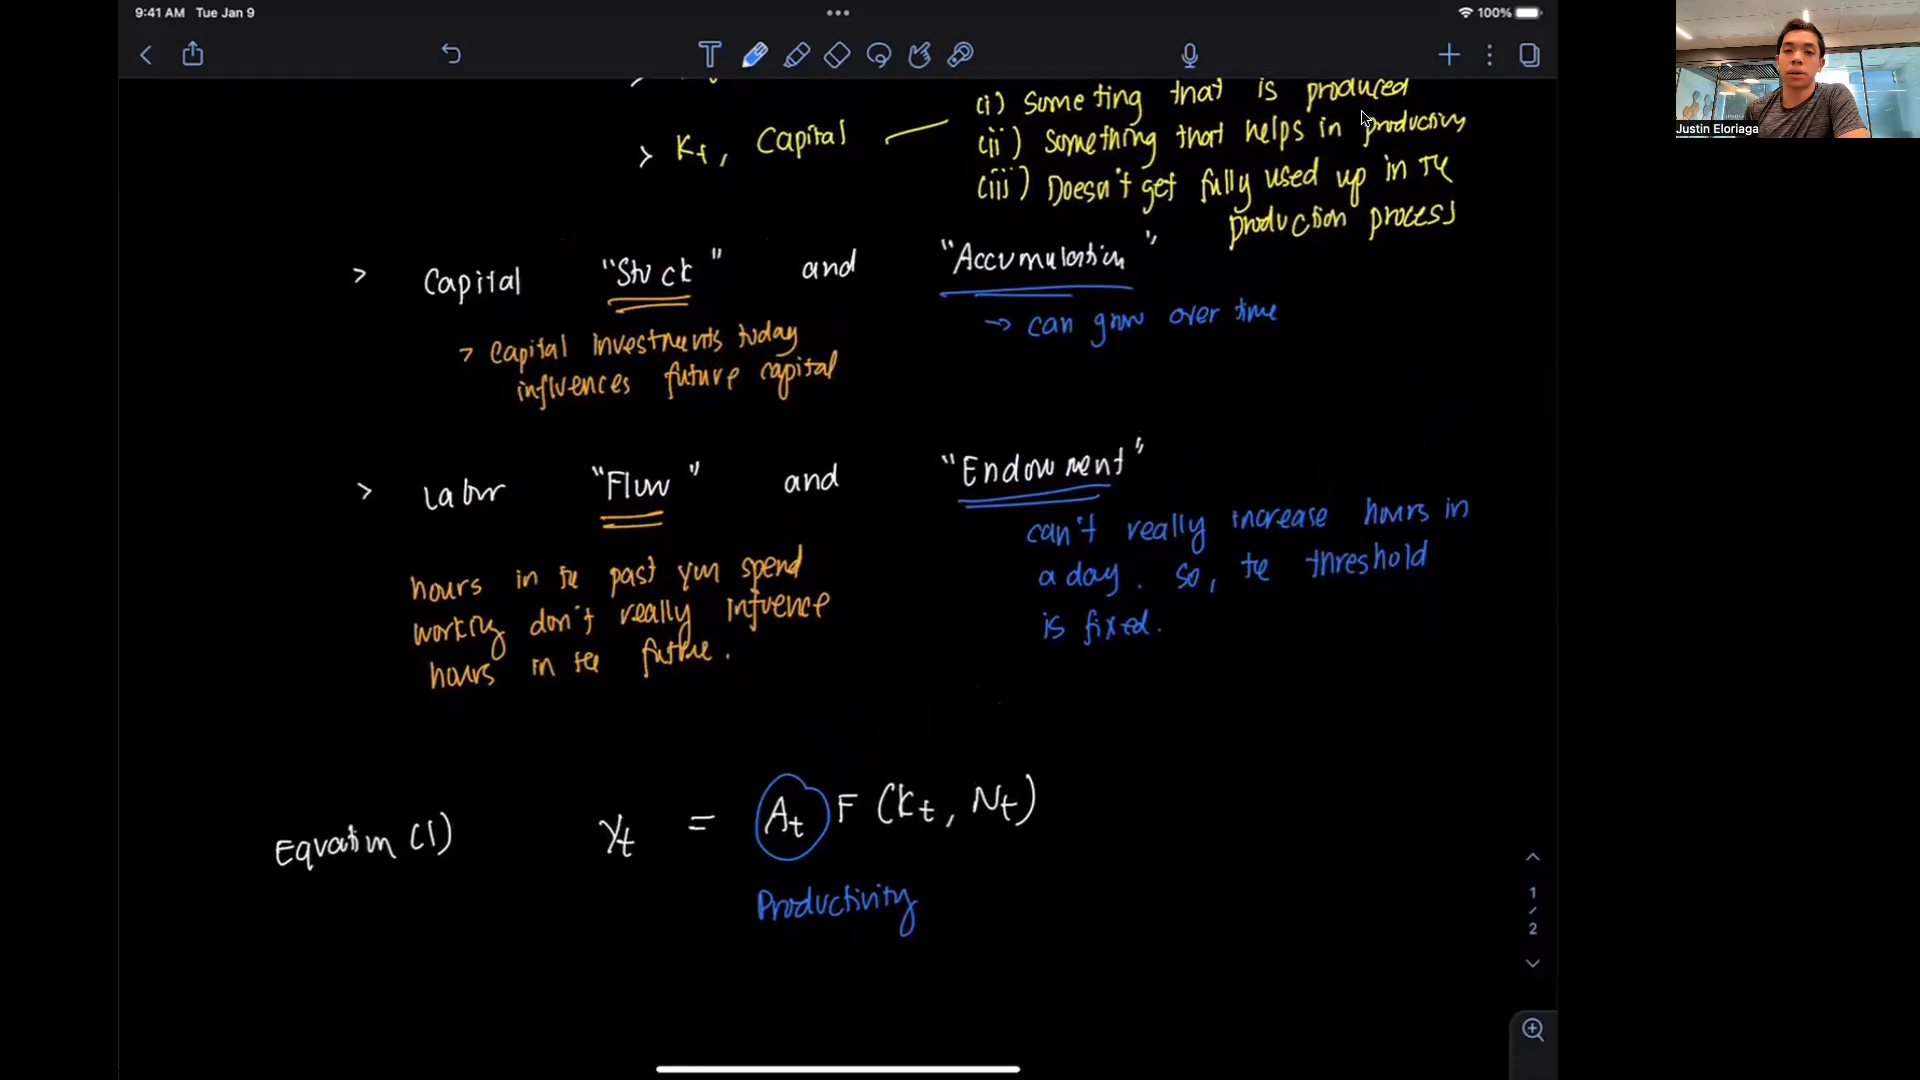 9:41 AM Tue Jan 9
100%
(i) Someting that is produced
> Kt, Capital
(ii) Something that helps in
(iii) Doesn't get fully used up in the
production process
> Capital "Stock" and "Accumulation"
→ can grow over time
> Capital investments today
influences future capital
> Labor "Flow" and "Endowment"
can't really increase hours in
a day. So, the threshold
is fixed.
hours in the past you spend
working don't really influence
hours in the future.
Equation (1) Yt = At F (Kt, Nt)
Productivity
1
/
2
Justin Eloriaga